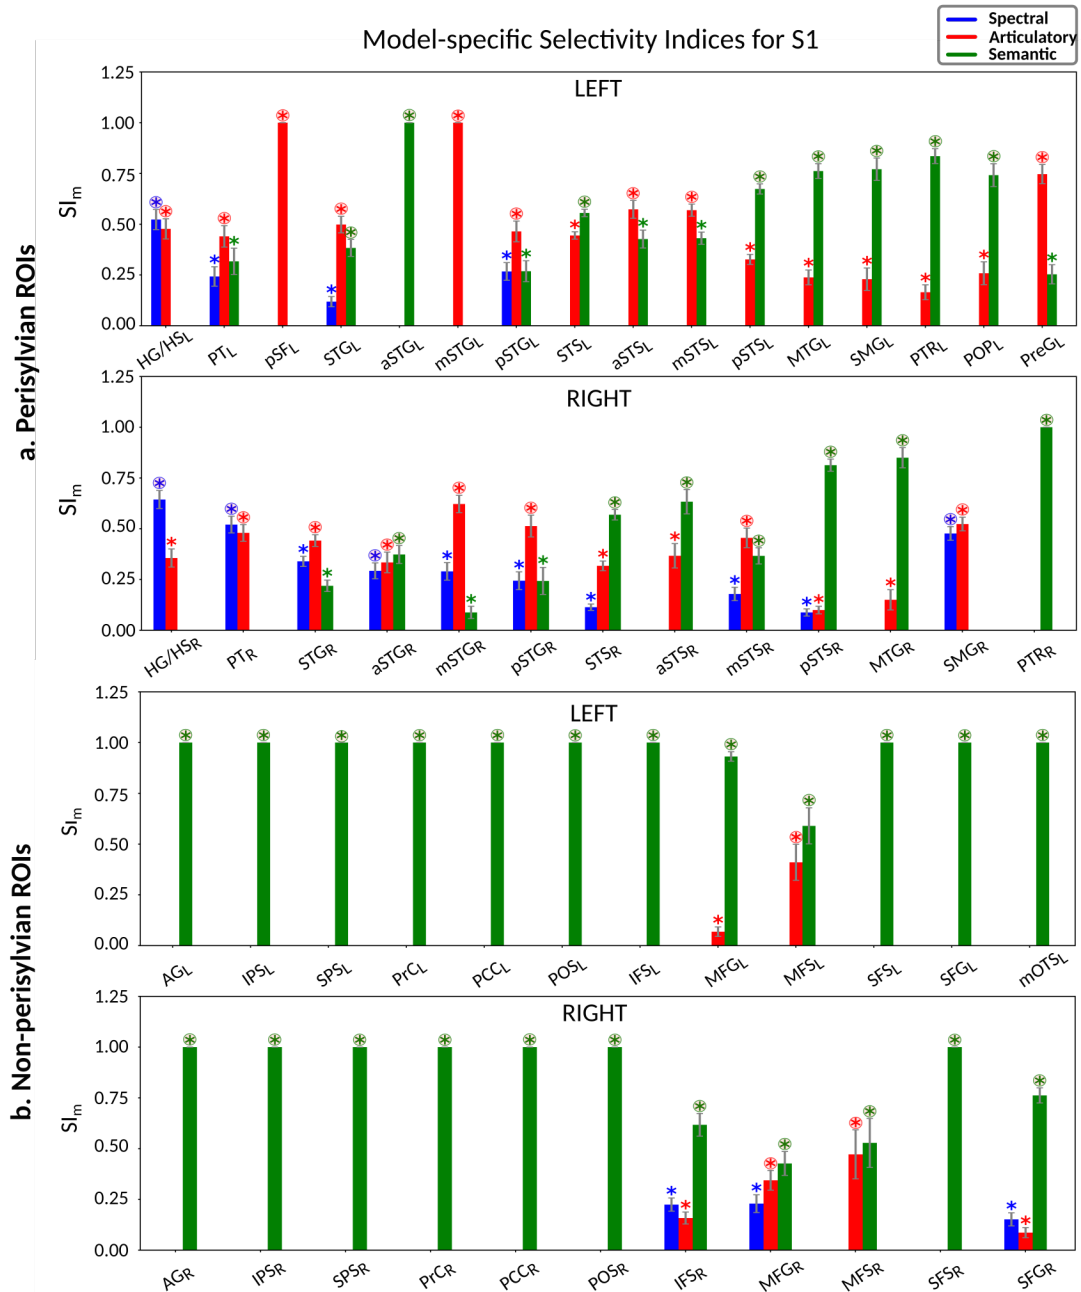 Spectral
Articulatory
Semantic
Model-specific Selectivity Indices for S1
a. Perisylvian ROIs
LEFT
SIm
1.25
1.00
0.75
0.50
0.25
0.00
HG/HSL PTL pSFL STGL aSTGL mSTGL pSTGL STSL aSTSL mSTSL pSTSL MTGL SMGL PTRL POPL PreGL
RIGHT
SIm
1.25
1.00
0.75
0.50
0.25
0.00
HG/HSR PTR STGR aSTGR mSTGR pSTGR STSR aSTSR mSTSR pSTSR MTGR SMGR PTRR
b. Non-perisylvian ROIs
LEFT
SIm
1.25
1.00
0.75
0.50
0.25
0.00
AGL IPSL SPSL PrCL PCCL POSL IFSL MFGL MFSL SFSL SFGL mOTSL
RIGHT
SIm
1.25
1.00
0.75
0.50
0.25
0.00
AGR IPSR SPSR PrCR PCCR POSR IFSR MFGR MFSR SFSR SFGR